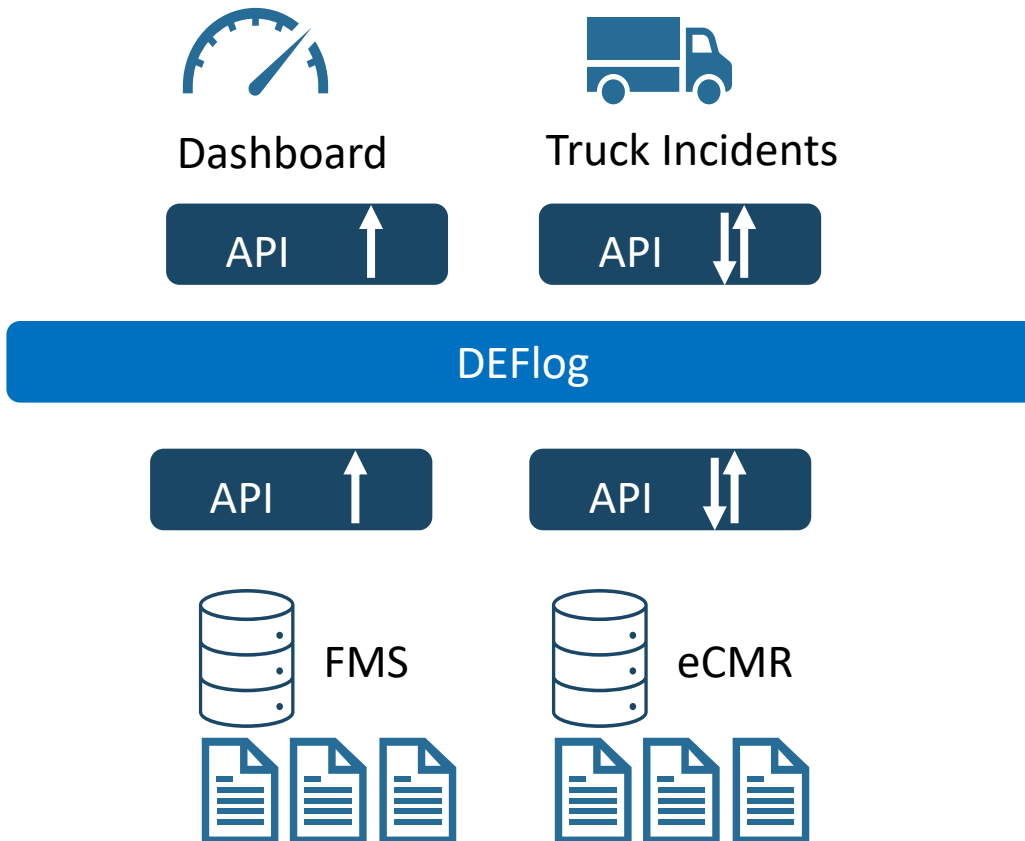 Dashboard
Truck Incidents
API
API
DEFlog
API
API
FMS
eCMR